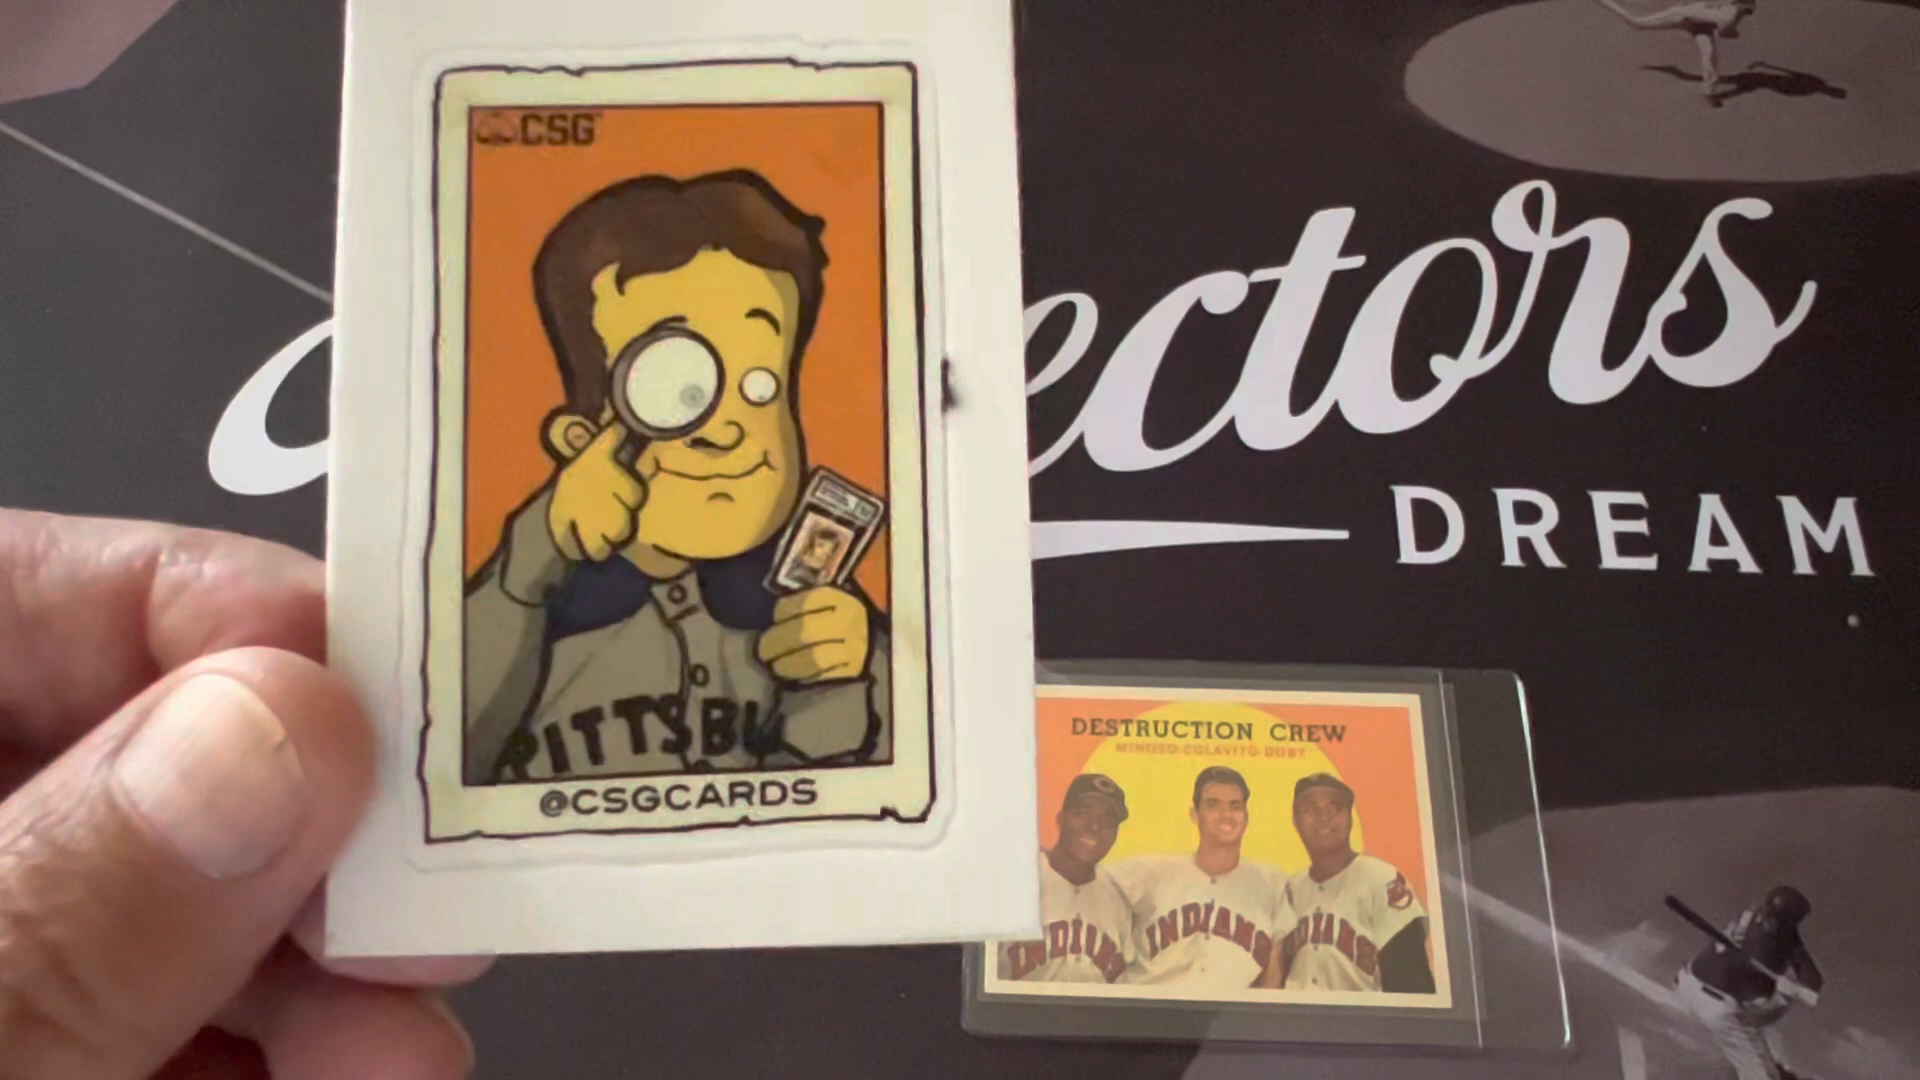 CSG
PITTSBU
@CSGCARDS
ectors
DREAM
DESTRUCTION CREW
MINOSO·COLAVITO·DOBY
INDIANS
INDIANS
INDIANS